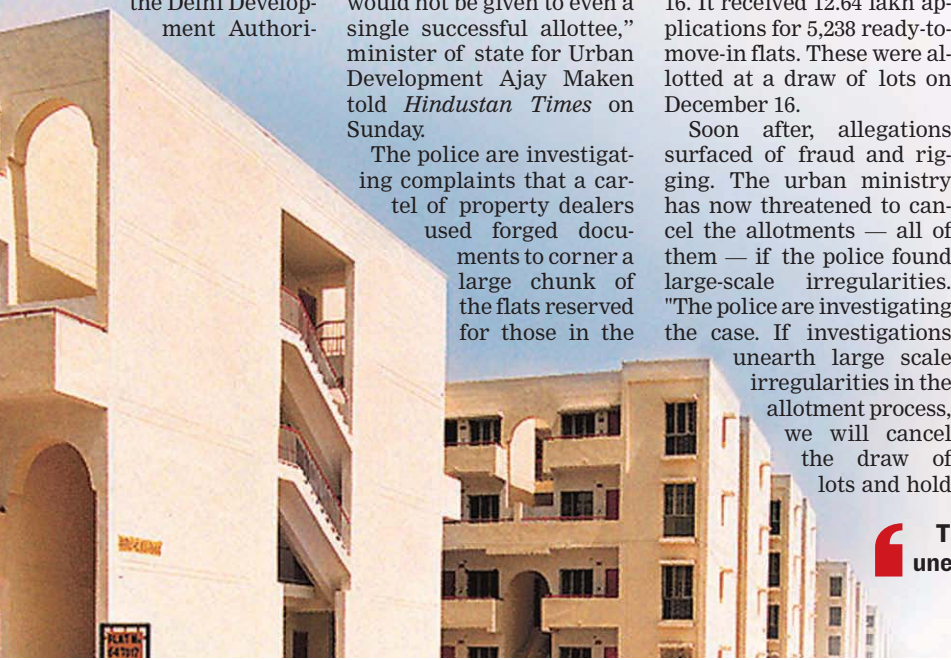 the Delhi Develop-
ment Authori-
would not be given to even a
single successful allottee,”
minister of state for Urban
Development Ajay Maken
told Hindustan Times on
Sunday.
The police are investigat-
ing complaints that a car-
tel of property dealers
used forged docu-
ments to corner a
large chunk of
the flats reserved
for those in the
16. It received 12.64 lakh ap-
plications for 5,238 ready-to-
move-in flats. These were al-
lotted at a draw of lots on
December 16.
Soon after, allegations
surfaced of fraud and rig-
ging. The urban ministry
has now threatened to can-
cel the allotments — all of
them — if the police found
large-scale irregularities.
"The police are investigating
the case. If investigations
unearth large scale
irregularities in the
allotment process,
we will cancel
the draw of
lots and hold
T
une
FLAT No